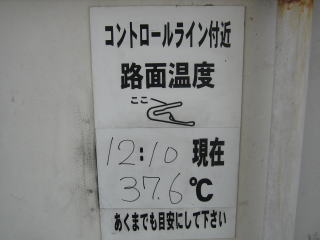 コントロールライン付近
路面温度
ここ
12:10 現在
37.6℃
あくまでも目安にして下さい